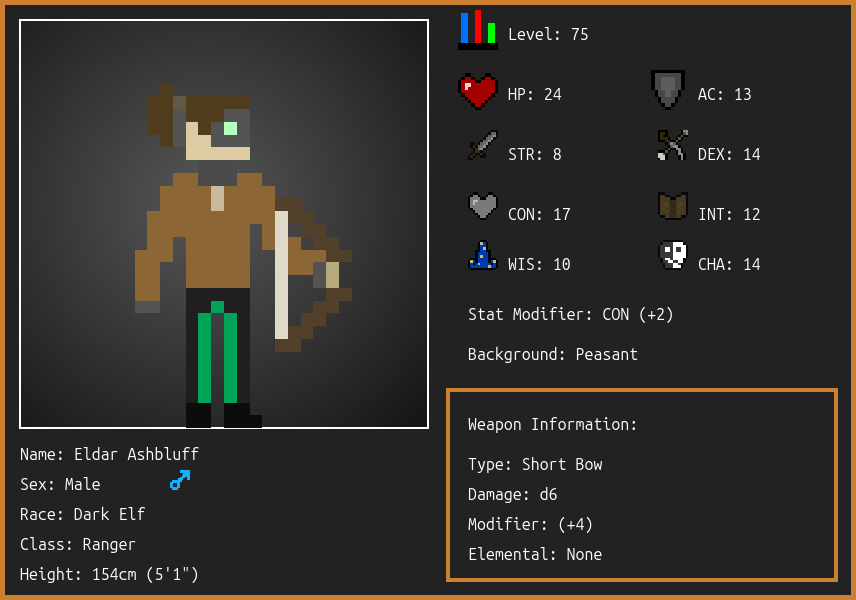 Level: 75
HP: 24
AC: 13
STR: 8
DEX: 14
CON: 17
INT: 12
WIS: 10
CHA: 14
Stat Modifier: CON (+2)
Background: Peasant
Weapon Information:
Type: Short Bow
Damage: d6
Modifier: (+4)
Elemental: None
Name: Eldar Ashbluff
Sex: Male
Race: Dark Elf
Class: Ranger
Height: 154cm (5'1")